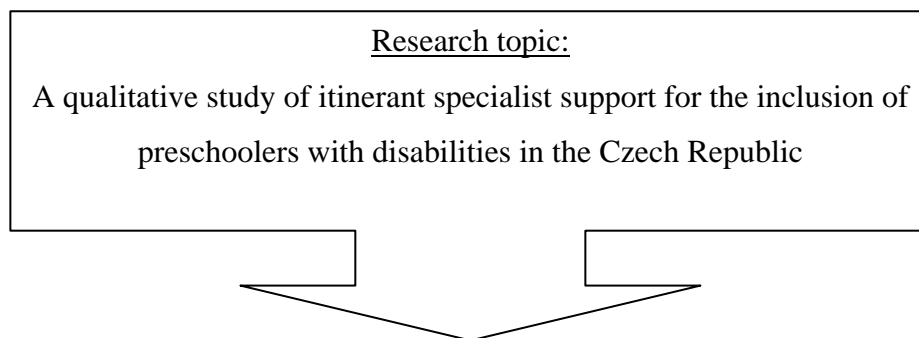 Research topic:
A qualitative study of itinerant specialist support for the inclusion of
preschoolers with disabilities in the Czech Republic